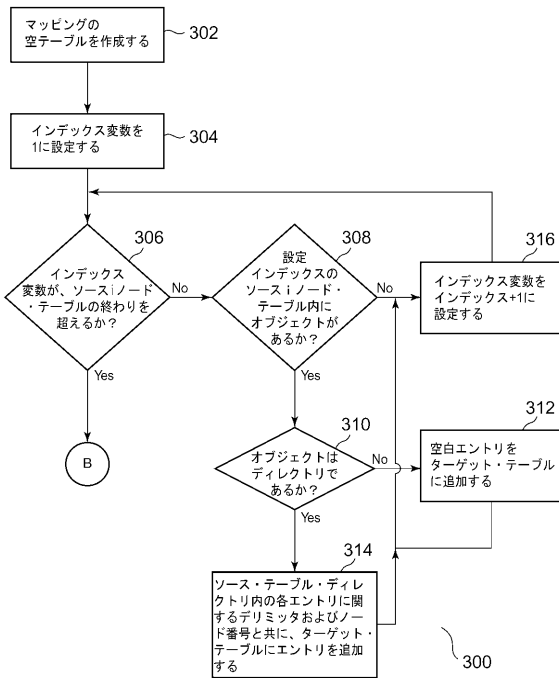 マッピングの
空テーブルを作成する
302
インデックス変数を
1に設定する
304
306
インデックス
変数が、ソースiノード
・テーブルの終わりを
超えるか?
No
Yes
B
308
設定
インデックスの
ソースiノード・
テーブル内に
オブジェクトが
あるか?
No
Yes
316
インデックス変数を
インデックス+1に
設定する
310
オブジェクトは
ディレクトリで
あるか?
No
Yes
312
空白エントリを
ターゲット・テーブル
に追加する
314
ソース・テーブル・ディレ
クトリ内の各エントリに関
するデリミッタおよびノー
ド番号と共に、ターゲット・
テーブルにエントリを追加
する
300